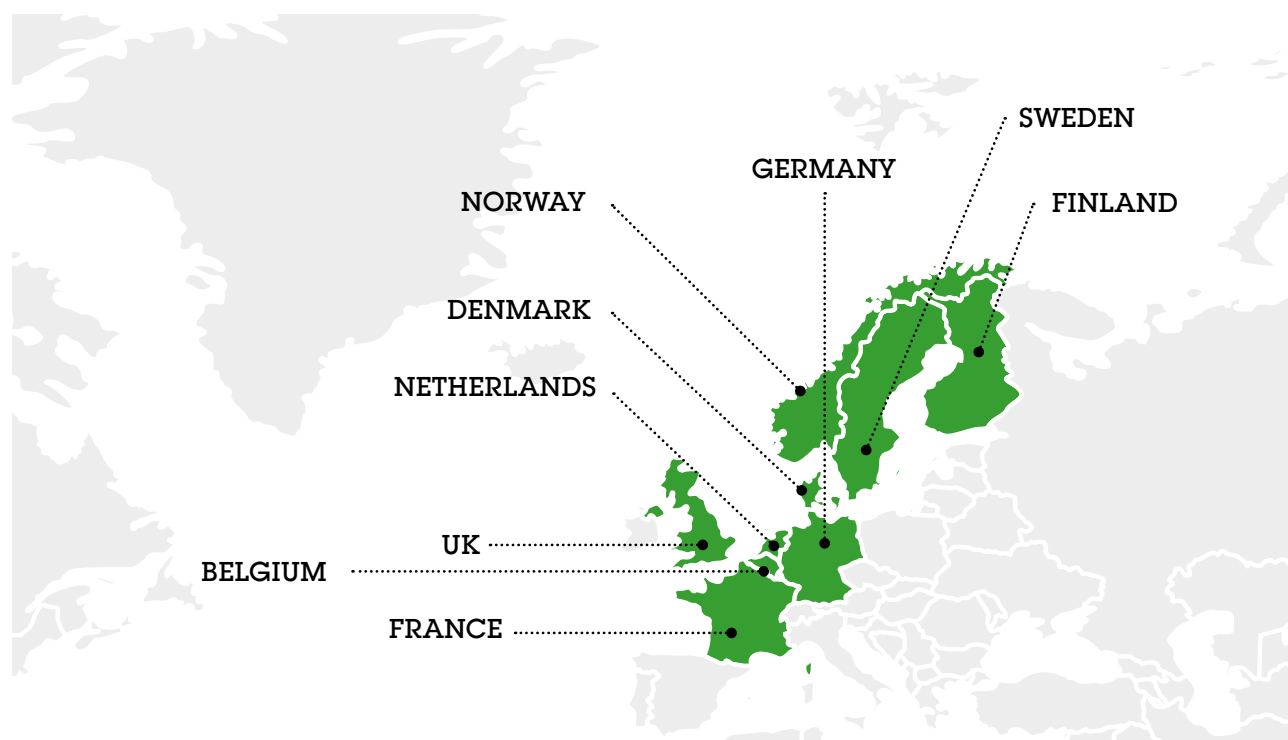 SWEDEN
GERMANY
NORWAY
FINLAND
DENMARK
NETHERLANDS
UK
BELGIUM
FRANCE